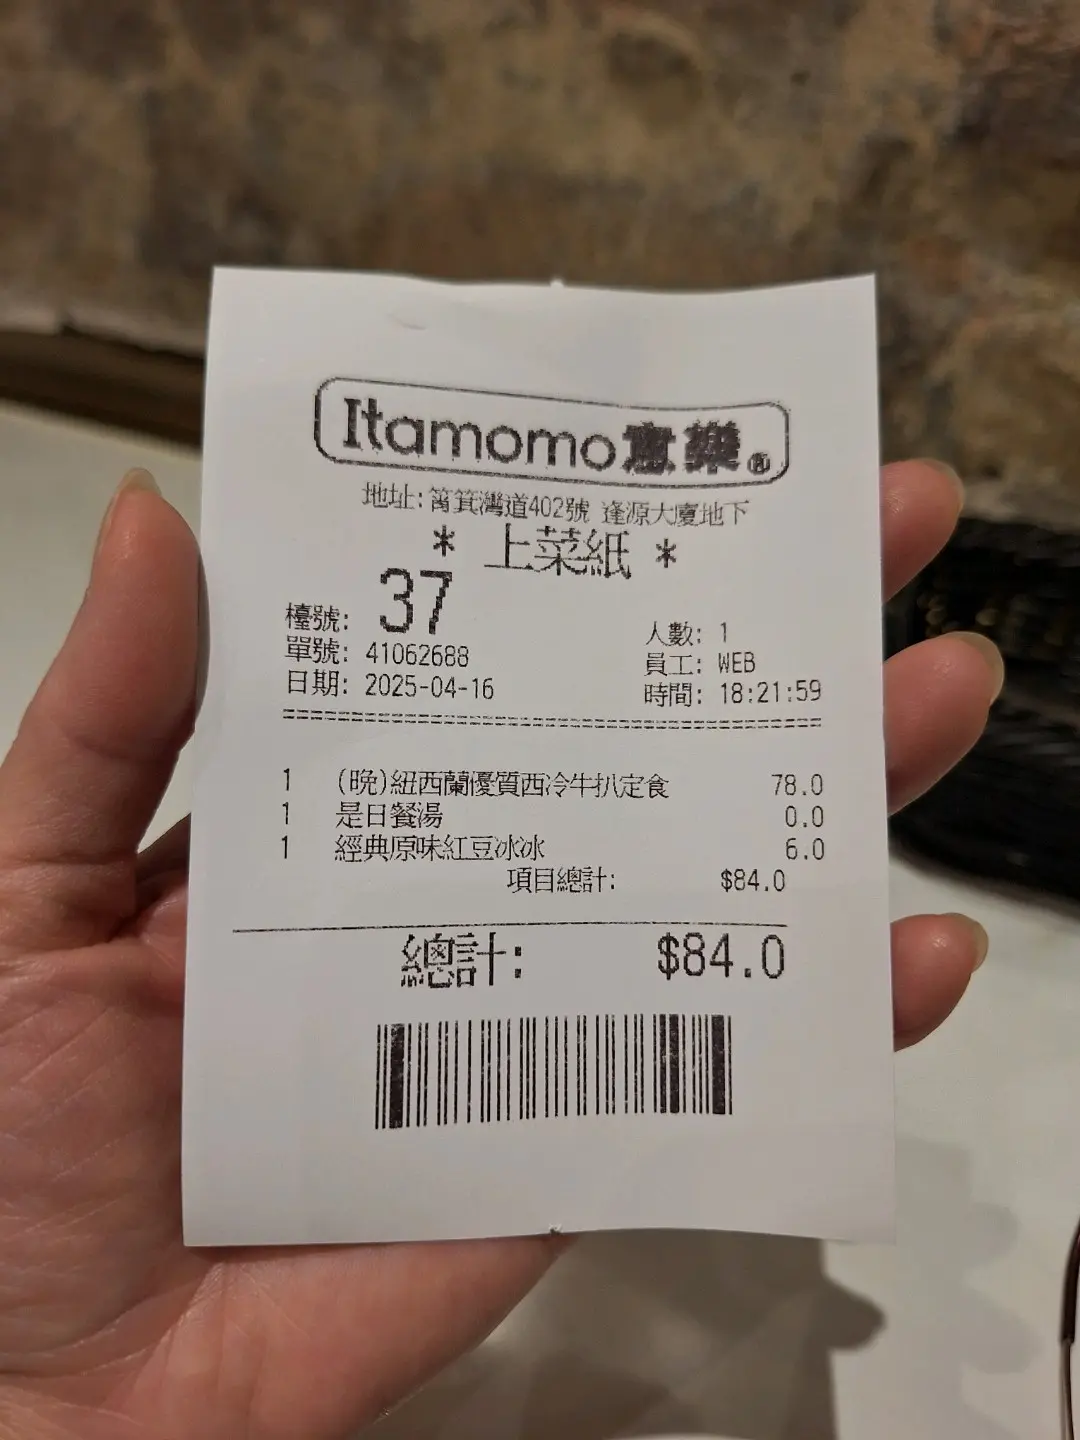 Itamomo意樂®
地址: 筲箕灣道402號 逢源大廈地下
* 上菜紙 *
檯號: 37
人數: 1
單號: 41062688
員工: WEB
日期: 2025-04-16
時間: 18:21:59
1 (晚)紐西蘭優質西冷牛扒定食 78.0
1 是日餐湯 0.0
1 經典原味紅豆冰冰 6.0
項目總計: $84.0
總計: $84.0